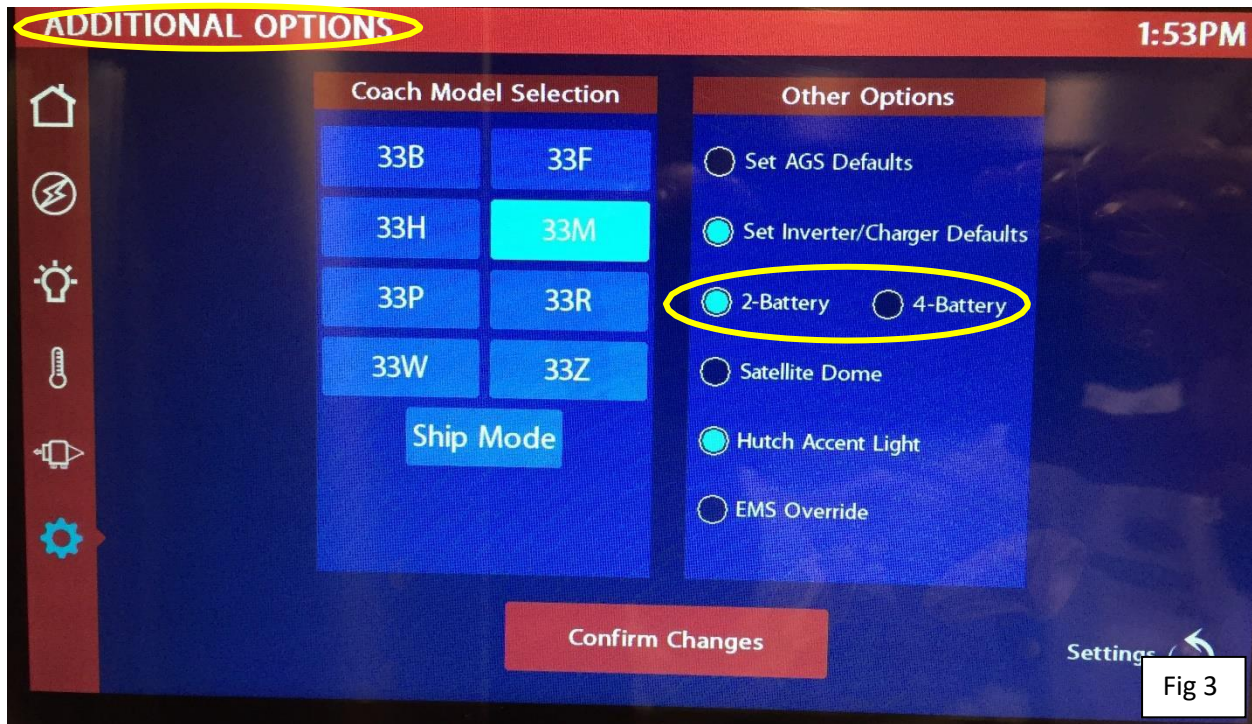 ADDITIONAL OPTIONS
1:53PM
Coach Model Selection
33B 33F
33H 33M
33P 33R
33W 33Z
Ship Mode
Other Options
Set AGS Defaults
Set Inverter/Charger Defaults
2-Battery 4-Battery
Satellite Dome
Hutch Accent Light
EMS Override
Confirm Changes
Settings
Fig 3